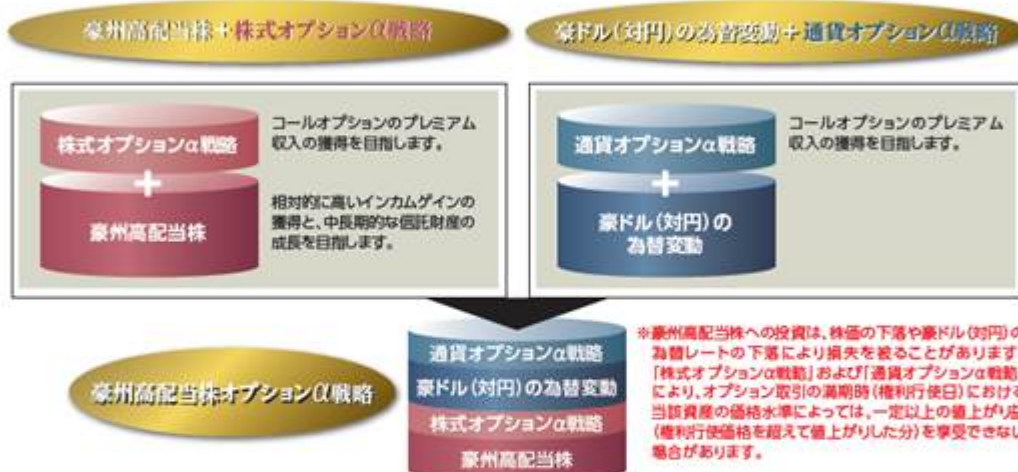 豪州高配当株+株式オプションα戦略
豪ドル(対円)の為替変動+通貨オプションα戦略
株式オプションα戦略
+
豪州高配当株
コールオプションのプレミアム
収入の獲得を目指します。
相対的に高いインカムゲインの
獲得と、中長期的な信託財産の
成長を目指します。
通貨オプションα戦略
+
豪ドル(対円)の
為替変動
コールオプションのプレミアム
収入の獲得を目指します。
豪州高配当株オプションα戦略
通貨オプションα戦略
豪ドル(対円)の為替変動
株式オプションα戦略
豪州高配当株
※豪州高配当株への投資は、株価の下落や豪ドル(対円)の
為替レートの下落により損失を被ることがあります
「株式オプションα戦略」および「通貨オプションα戦略
により、オプション取引の満期時(権利行使日)における
当該資産の価格水準によっては、一定以上の値上がり益
(権利行使価格を超えて値上がりした分)を享受できない
場合があります。